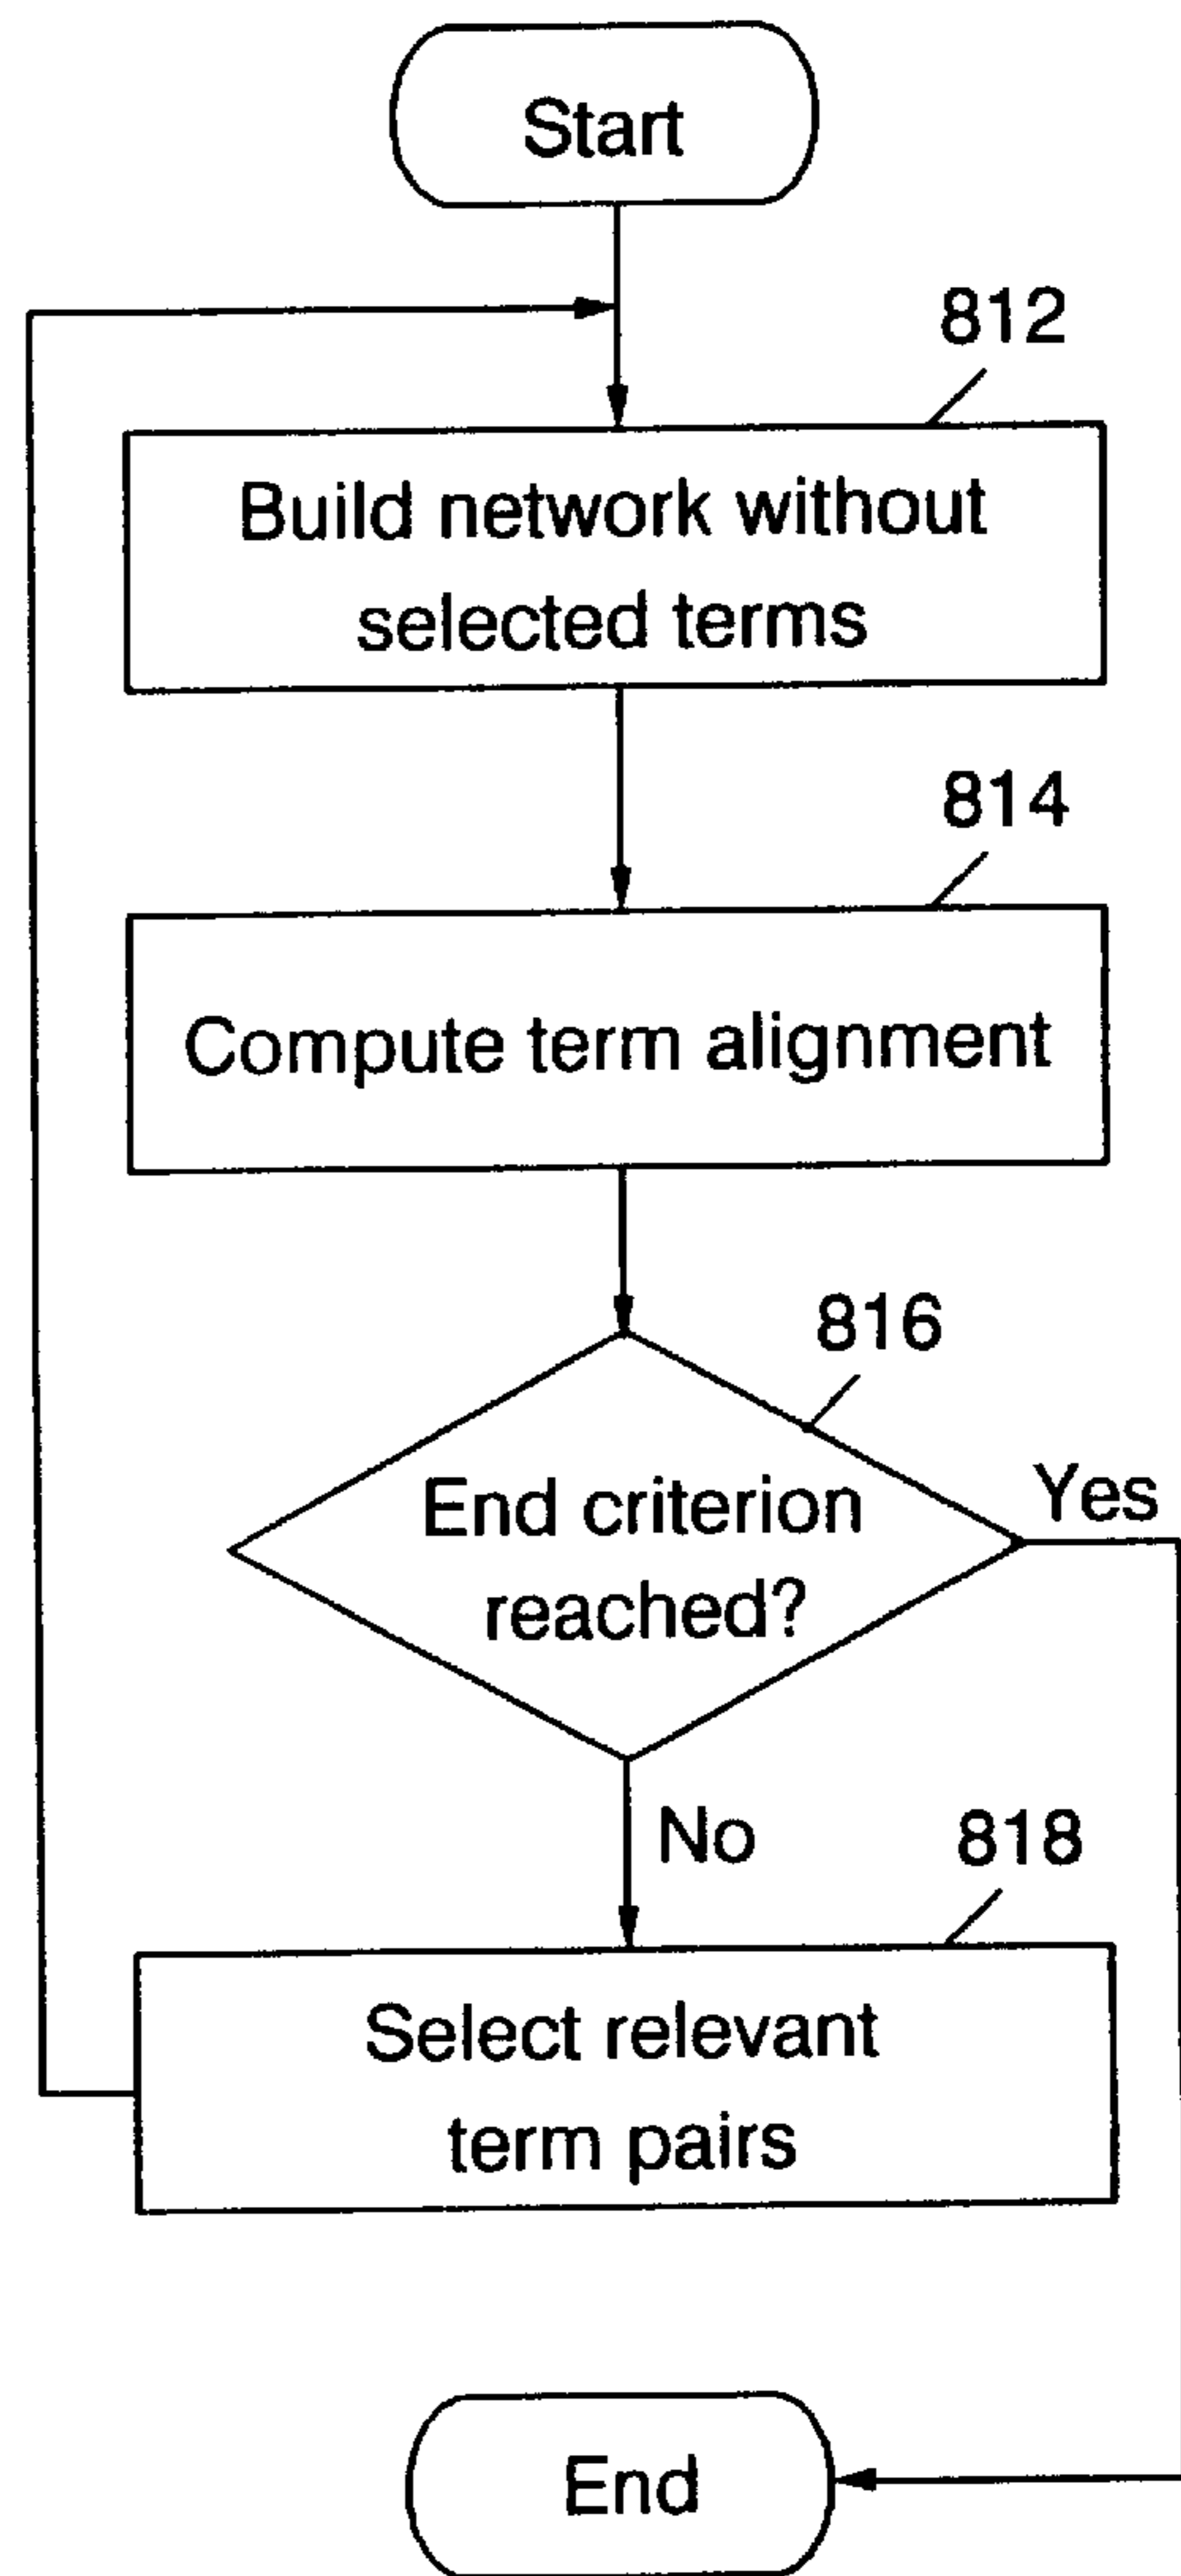 Start
812
Build network without
selected terms
814
Compute term alignment
816
End criterion
reached?
Yes
No
818
Select relevant
term pairs
End